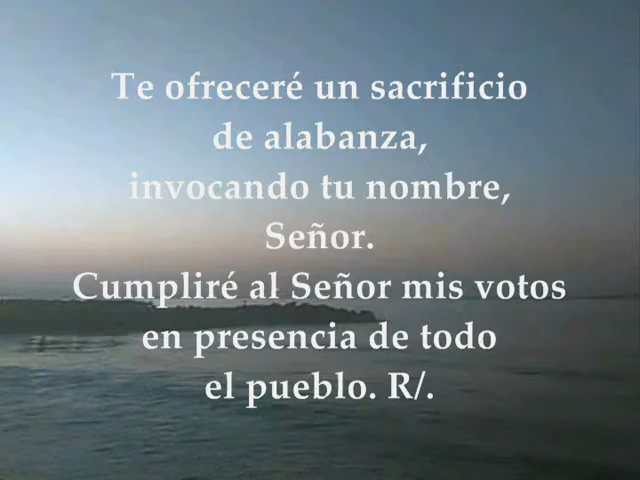 Te ofreceré un sacrificio
de alabanza,
invocando tu nombre,
Señor.
Cumpliré al Señor mis votos
en presencia de todo
el pueblo. R/.